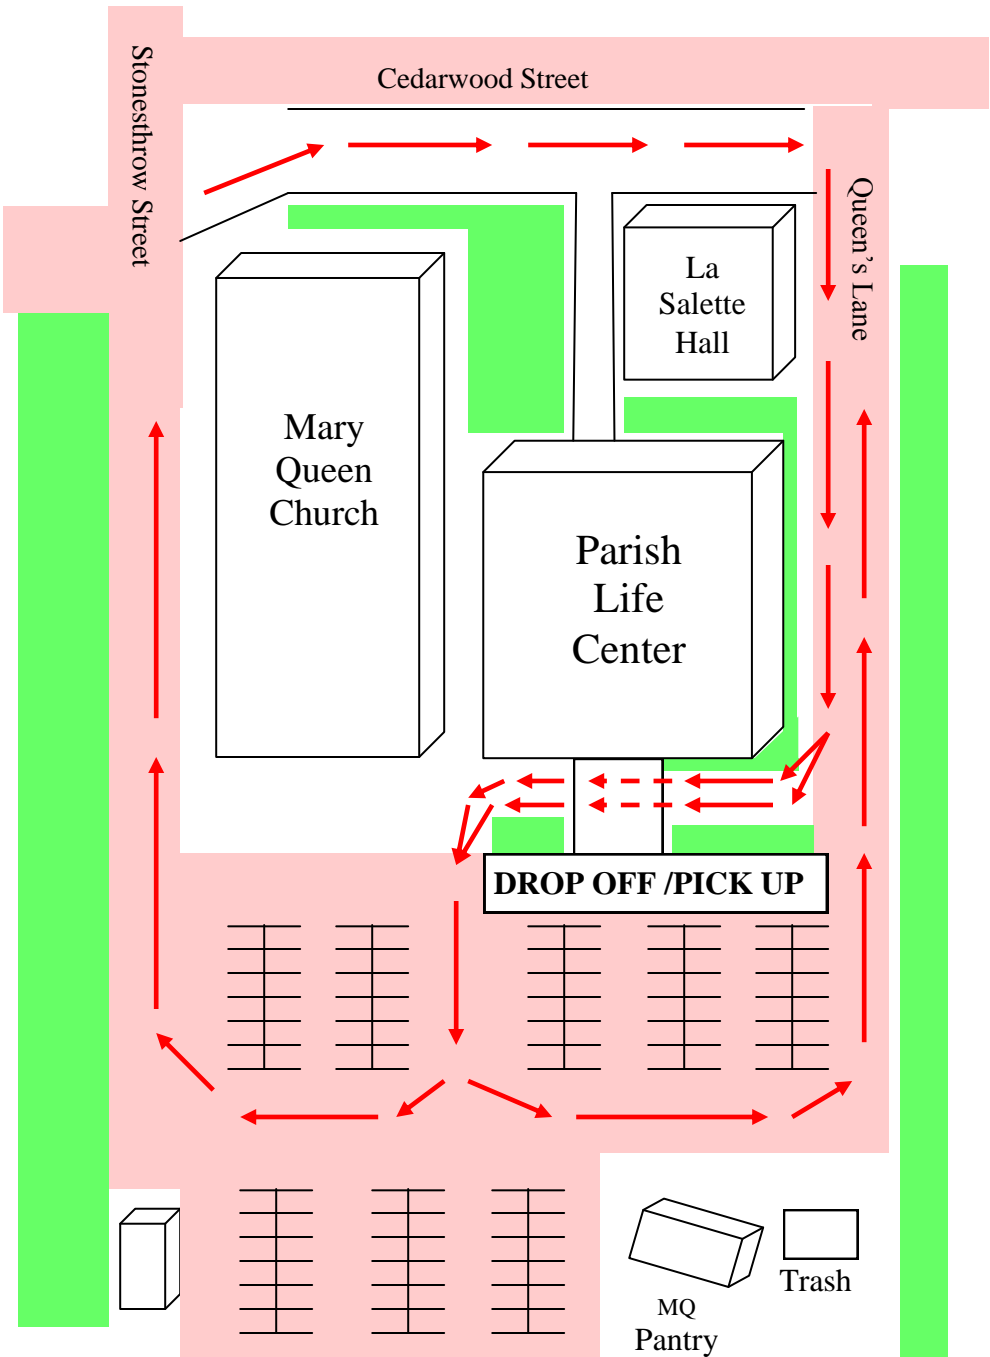 Stonesthrow Street
Cedarwood Street
Queen's Lane
La
Salette
Hall
Mary
Queen
Church
Parish
Life
Center
DROP OFF /PICK UP
MQ
Pantry
Trash